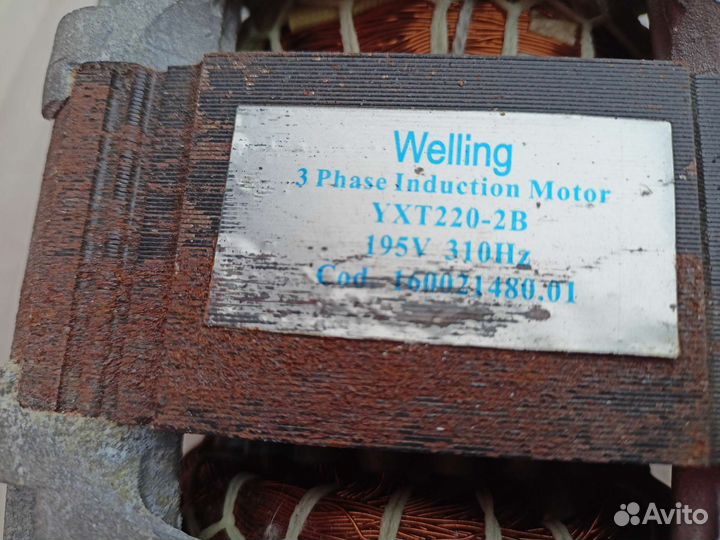 Welling
3 Phase Induction Motor
YXT220-2B
195V 310Hz
Cod 160021480.01
Avito